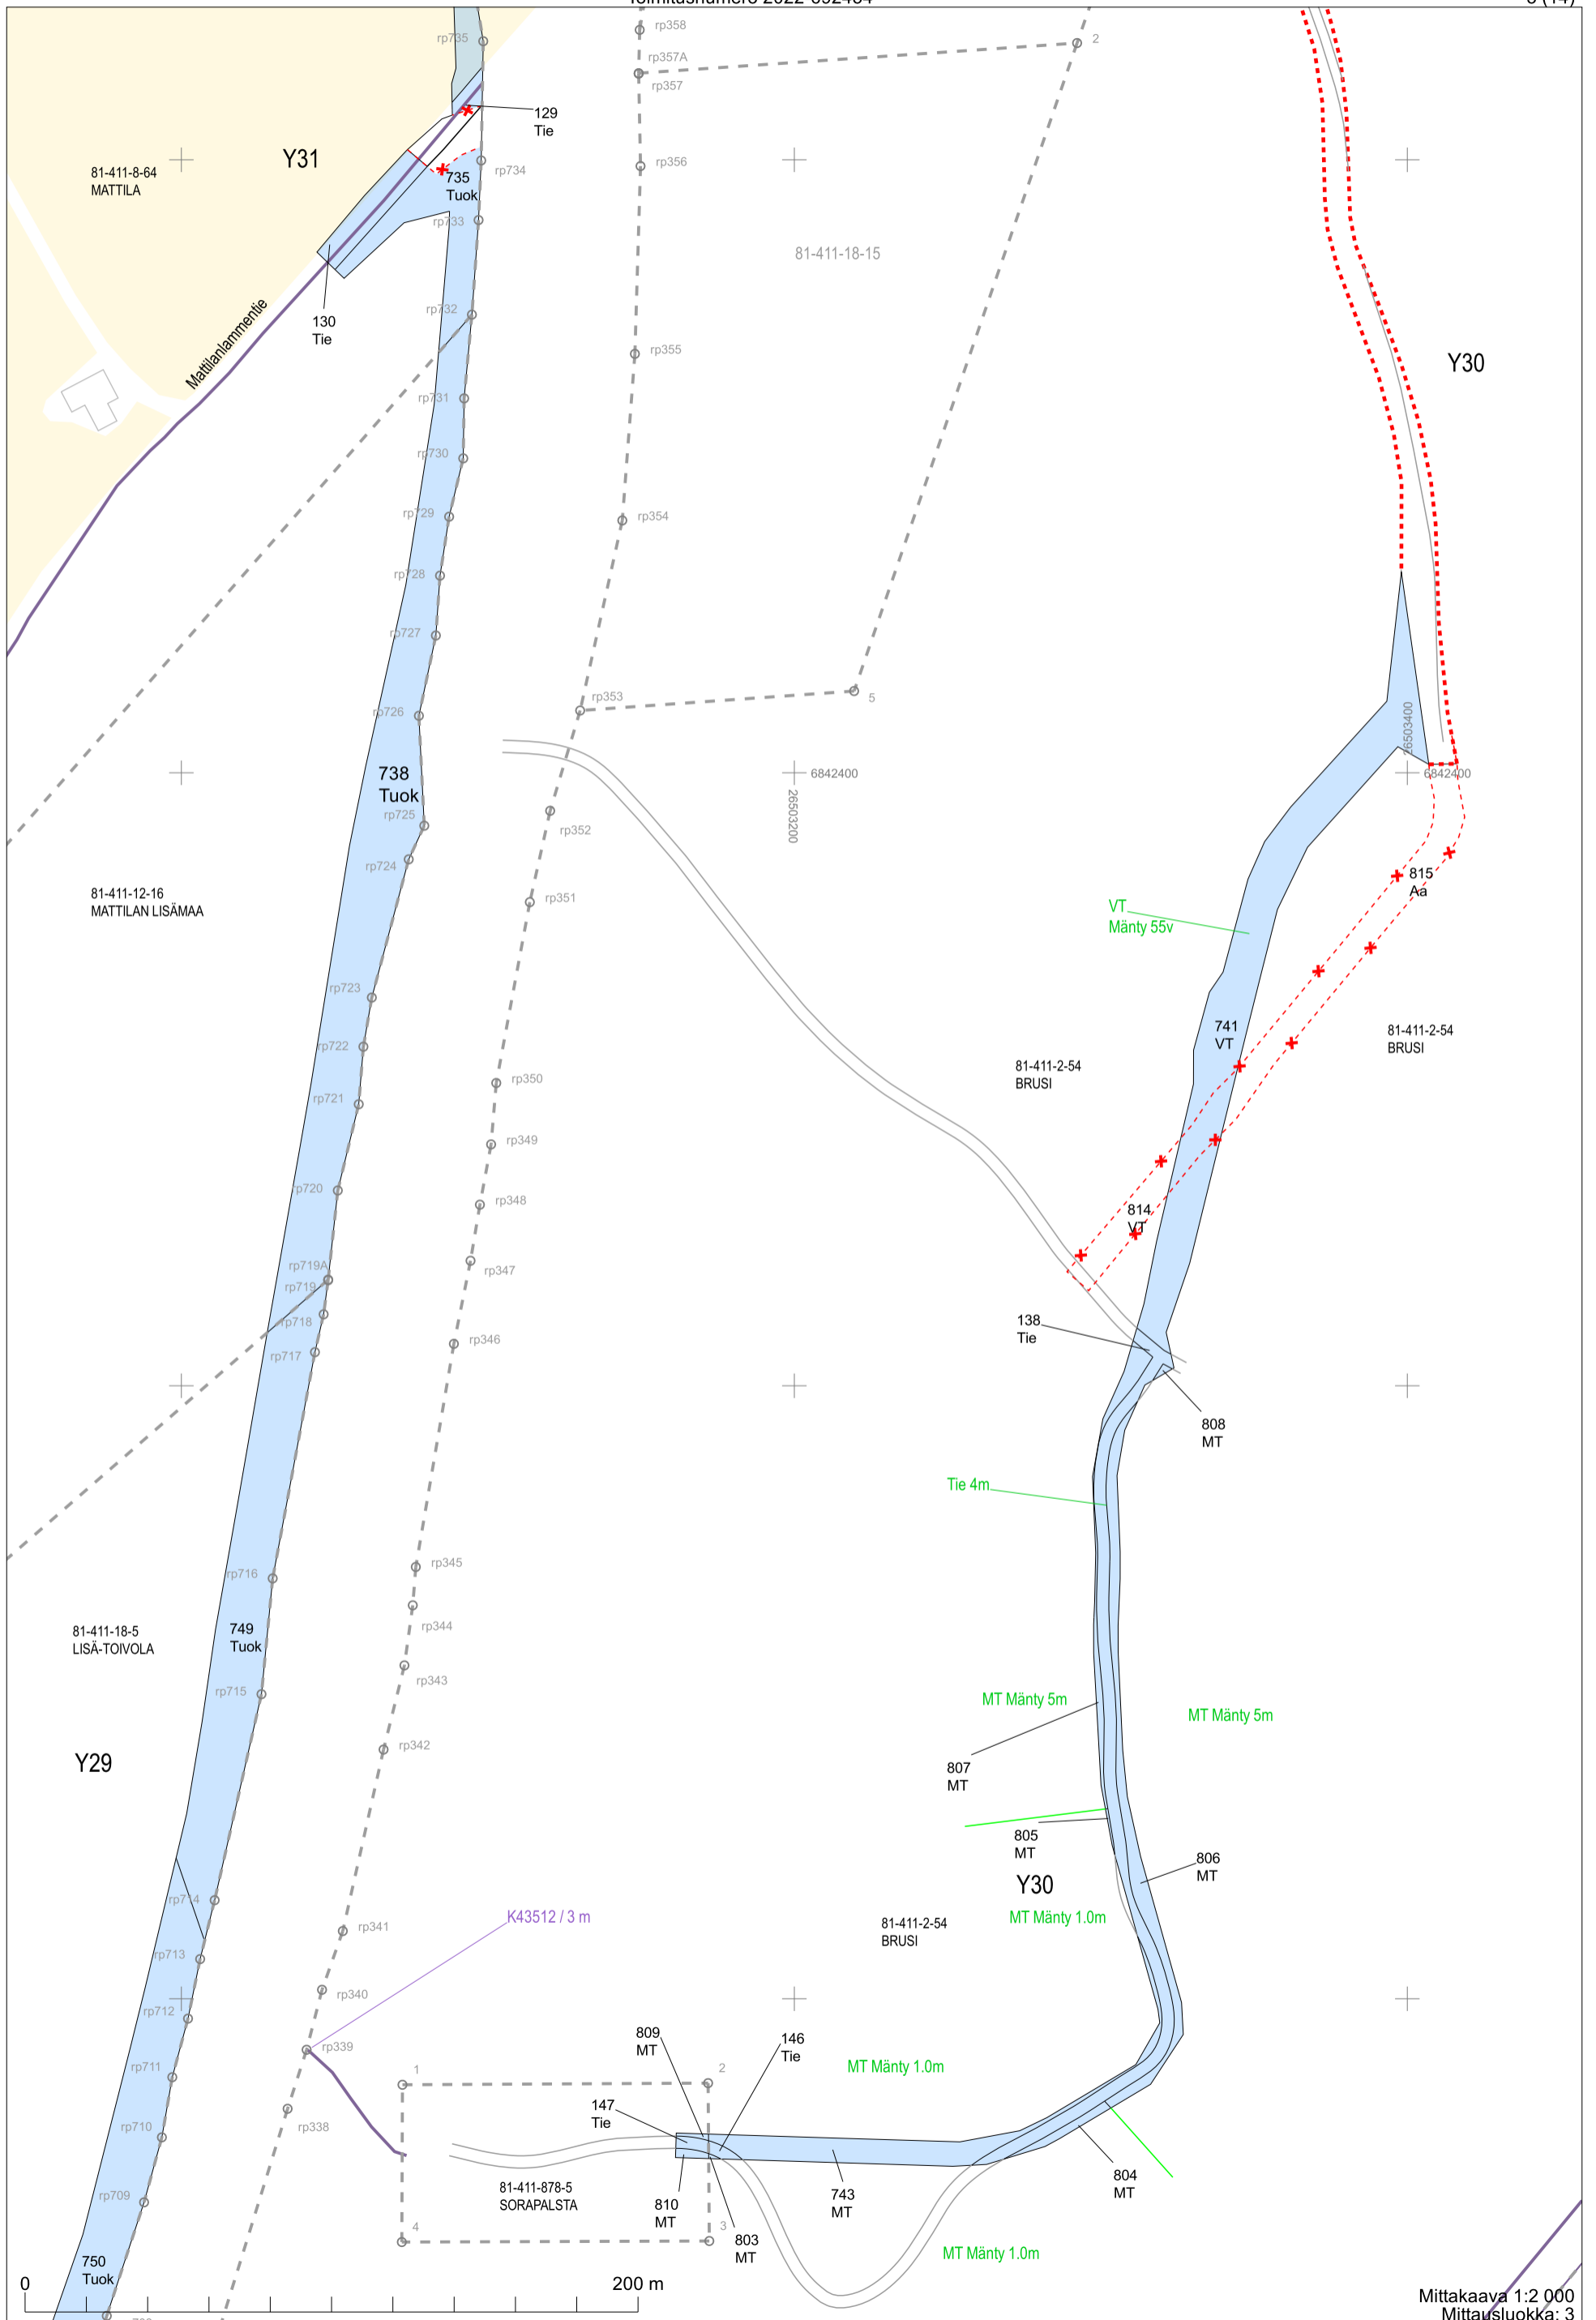 rp358
rp735
2
rp357A
rp357
129
Tie
Y31
rp734
rp356
81-411-8-64
MATTILA
735
Tuok
rp733
81-411-18-15
Mattilanlammentie
rp732
130
Tie
rp355
Y30
rp731
rp730
rp729
rp354
rp728
rp727
rp353
5
rp726
26503400
738
Tuok
6842400
6842400
26503200
rp725
rp352
rp724
815
Aa
81-411-12-16
MATTILAN LISÄMAA
rp351
VT
Mänty 55v
rp723
741
VT
81-411-2-54
BRUSI
rp722
81-411-2-54
BRUSI
rp350
rp721
rp349
rp720
rp348
814
VT
rp719A
rp347
rp719
rp718
138
Tie
rp346
rp717
808
MT
Tie 4m
rp345
rp716
rp344
749
Tuok
81-411-18-5
LISÄ-TOIVOLA
rp343
rp715
MT Mänty 5m
MT Mänty 5m
rp342
Y29
807
MT
805
MT
806
MT
Y30
rp714
K43512 / 3 m
MT Mänty 1.0m
81-411-2-54
BRUSI
rp341
rp713
rp340
rp712
809
MT
146
Tie
rp339
MT Mänty 1.0m
rp711
1
2
147
Tie
rp338
rp710
804
MT
81-411-878-5
SORAPALSTA
743
MT
rp709
810
MT
4
3
803
MT
MT Mänty 1.0m
750
Tuok
0
200 m
Mittakaava 1:2 000
Mittausluokka: 3